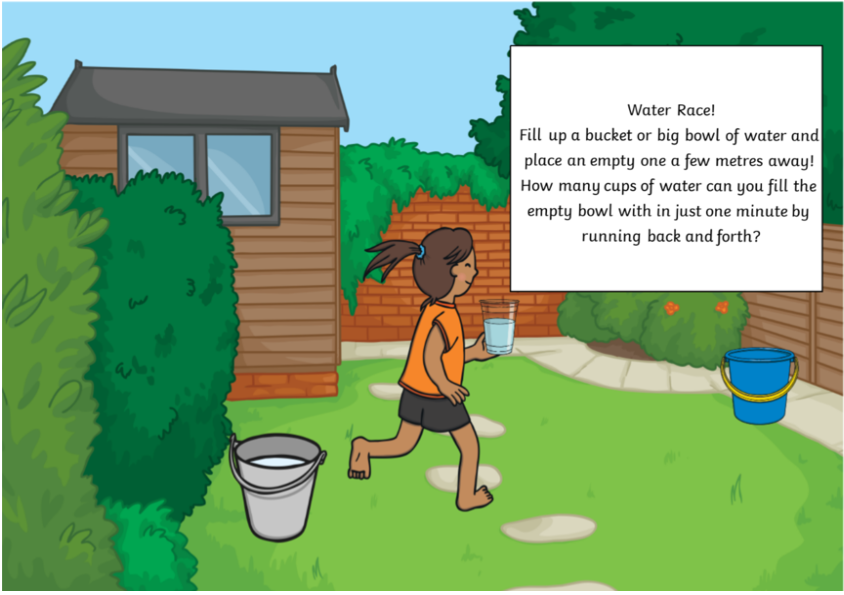 Water Race!
Fill up a bucket or big bowl of water and
place an empty one a few metres away!
How many cups of water can you fill the
empty bowl with in just one minute by
running back and forth?